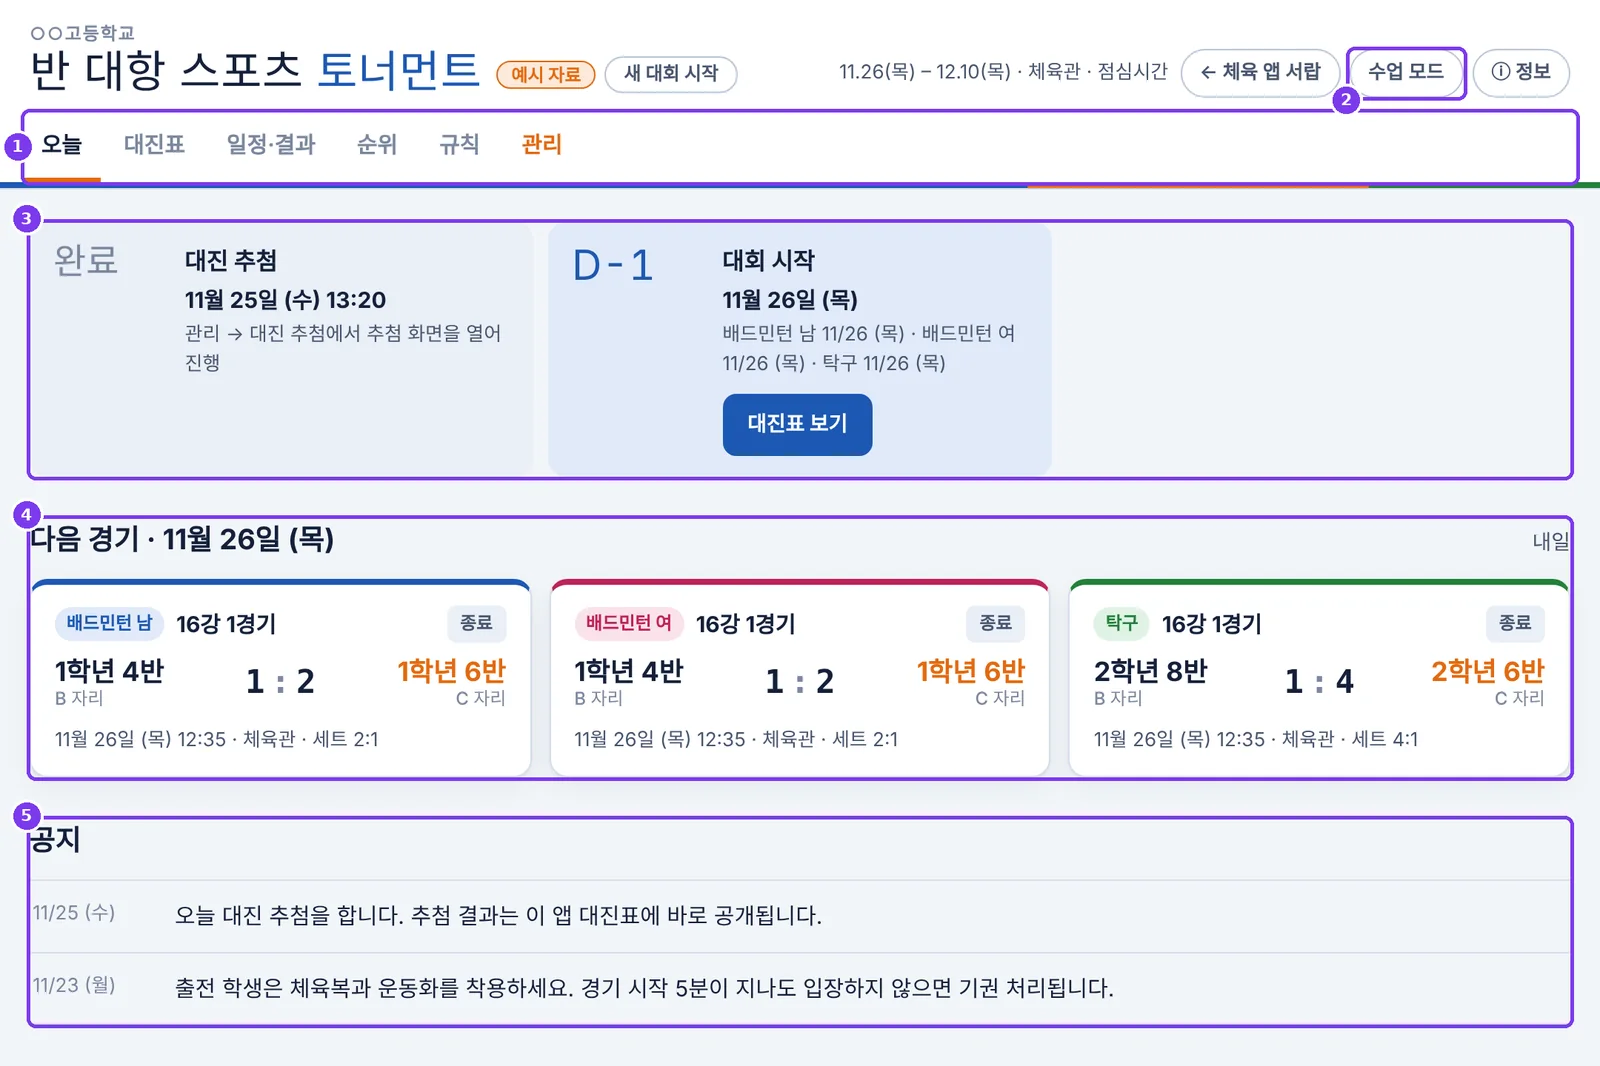 ○○고등학교
반 대항 스포츠 토너먼트 예시 자료 새 대회 시작 11.26(목) – 12.10(목) · 체육관 · 점심시간 ← 체육 앱 서랍 수업 모드 ⓘ 정보
2
1 오늘 대진표 일정·결과 순위 규칙 관리
3
완료 대진 추첨
11월 25일 (수) 13:20
관리 → 대진 추첨에서 추첨 화면을 열어
진행
D-1 대회 시작
11월 26일 (목)
배드민턴 남 11/26 (목) · 배드민턴 여
11/26 (목) · 탁구 11/26 (목)
대진표 보기
4
다음 경기 · 11월 26일 (목) 내일
배드민턴 남 16강 1경기 종료
1학년 4반 1 : 2 1학년 6반
B 자리 C 자리
11월 26일 (목) 12:35 · 체육관 · 세트 2:1
배드민턴 여 16강 1경기 종료
1학년 4반 1 : 2 1학년 6반
B 자리 C 자리
11월 26일 (목) 12:35 · 체육관 · 세트 2:1
탁구 16강 1경기 종료
2학년 8반 1 : 4 2학년 6반
B 자리 C 자리
11월 26일 (목) 12:35 · 체육관 · 세트 4:1
5
공지
11/25 (수) 오늘 대진 추첨을 합니다. 추첨 결과는 이 앱 대진표에 바로 공개됩니다.
11/23 (월) 출전 학생은 체육복과 운동화를 착용하세요. 경기 시작 5분이 지나도 입장하지 않으면 기권 처리됩니다.